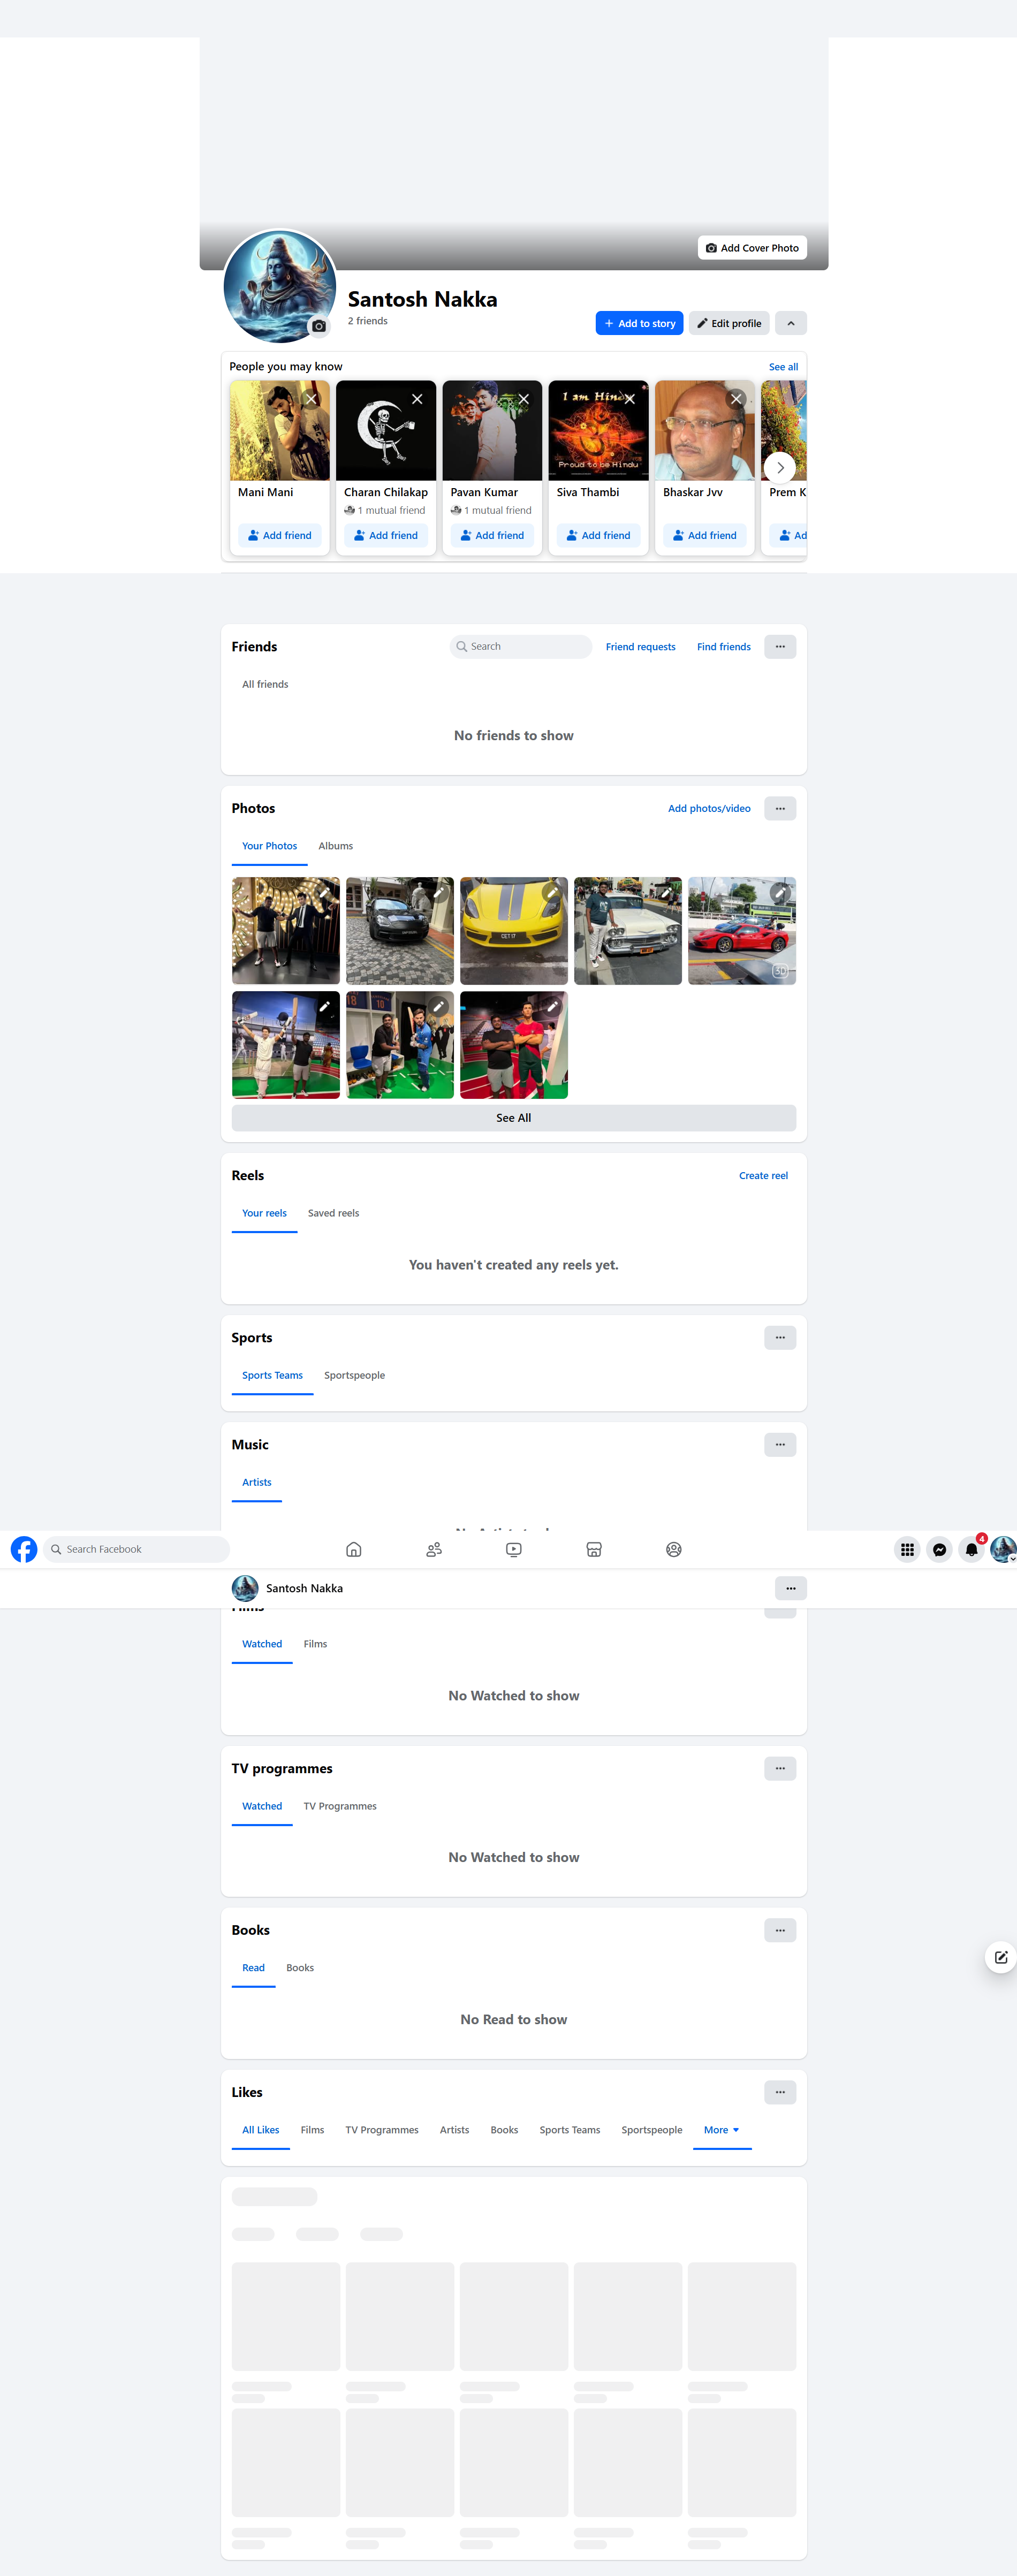 Add Cover Photo
Santosh Nakka
2 friends
Add to story
Edit profile
People you may know
See all
I am Hindu
Proud to be Hindu
Mani Mani
Charan Chilakap
Pavan Kumar
Siva Thambi
Bhaskar Jvv
Prem K
1 mutual friend
1 mutual friend
Add friend
Add friend
Add friend
Add friend
Add friend
Ad
Friends
Search
Friend requests
Find friends
All friends
No friends to show
Photos
Add photos/video
Your Photos
Albums
3D
10
See All
Reels
Create reel
Your reels
Saved reels
You haven't created any reels yet.
Sports
Sports Teams
Sportspeople
Music
Artists
Search Facebook
4
Santosh Nakka
Films
Watched
Films
No Watched to show
TV programmes
Watched
TV Programmes
No Watched to show
Books
Read
Books
No Read to show
Likes
All Likes
Films
TV Programmes
Artists
Books
Sports Teams
Sportspeople
More